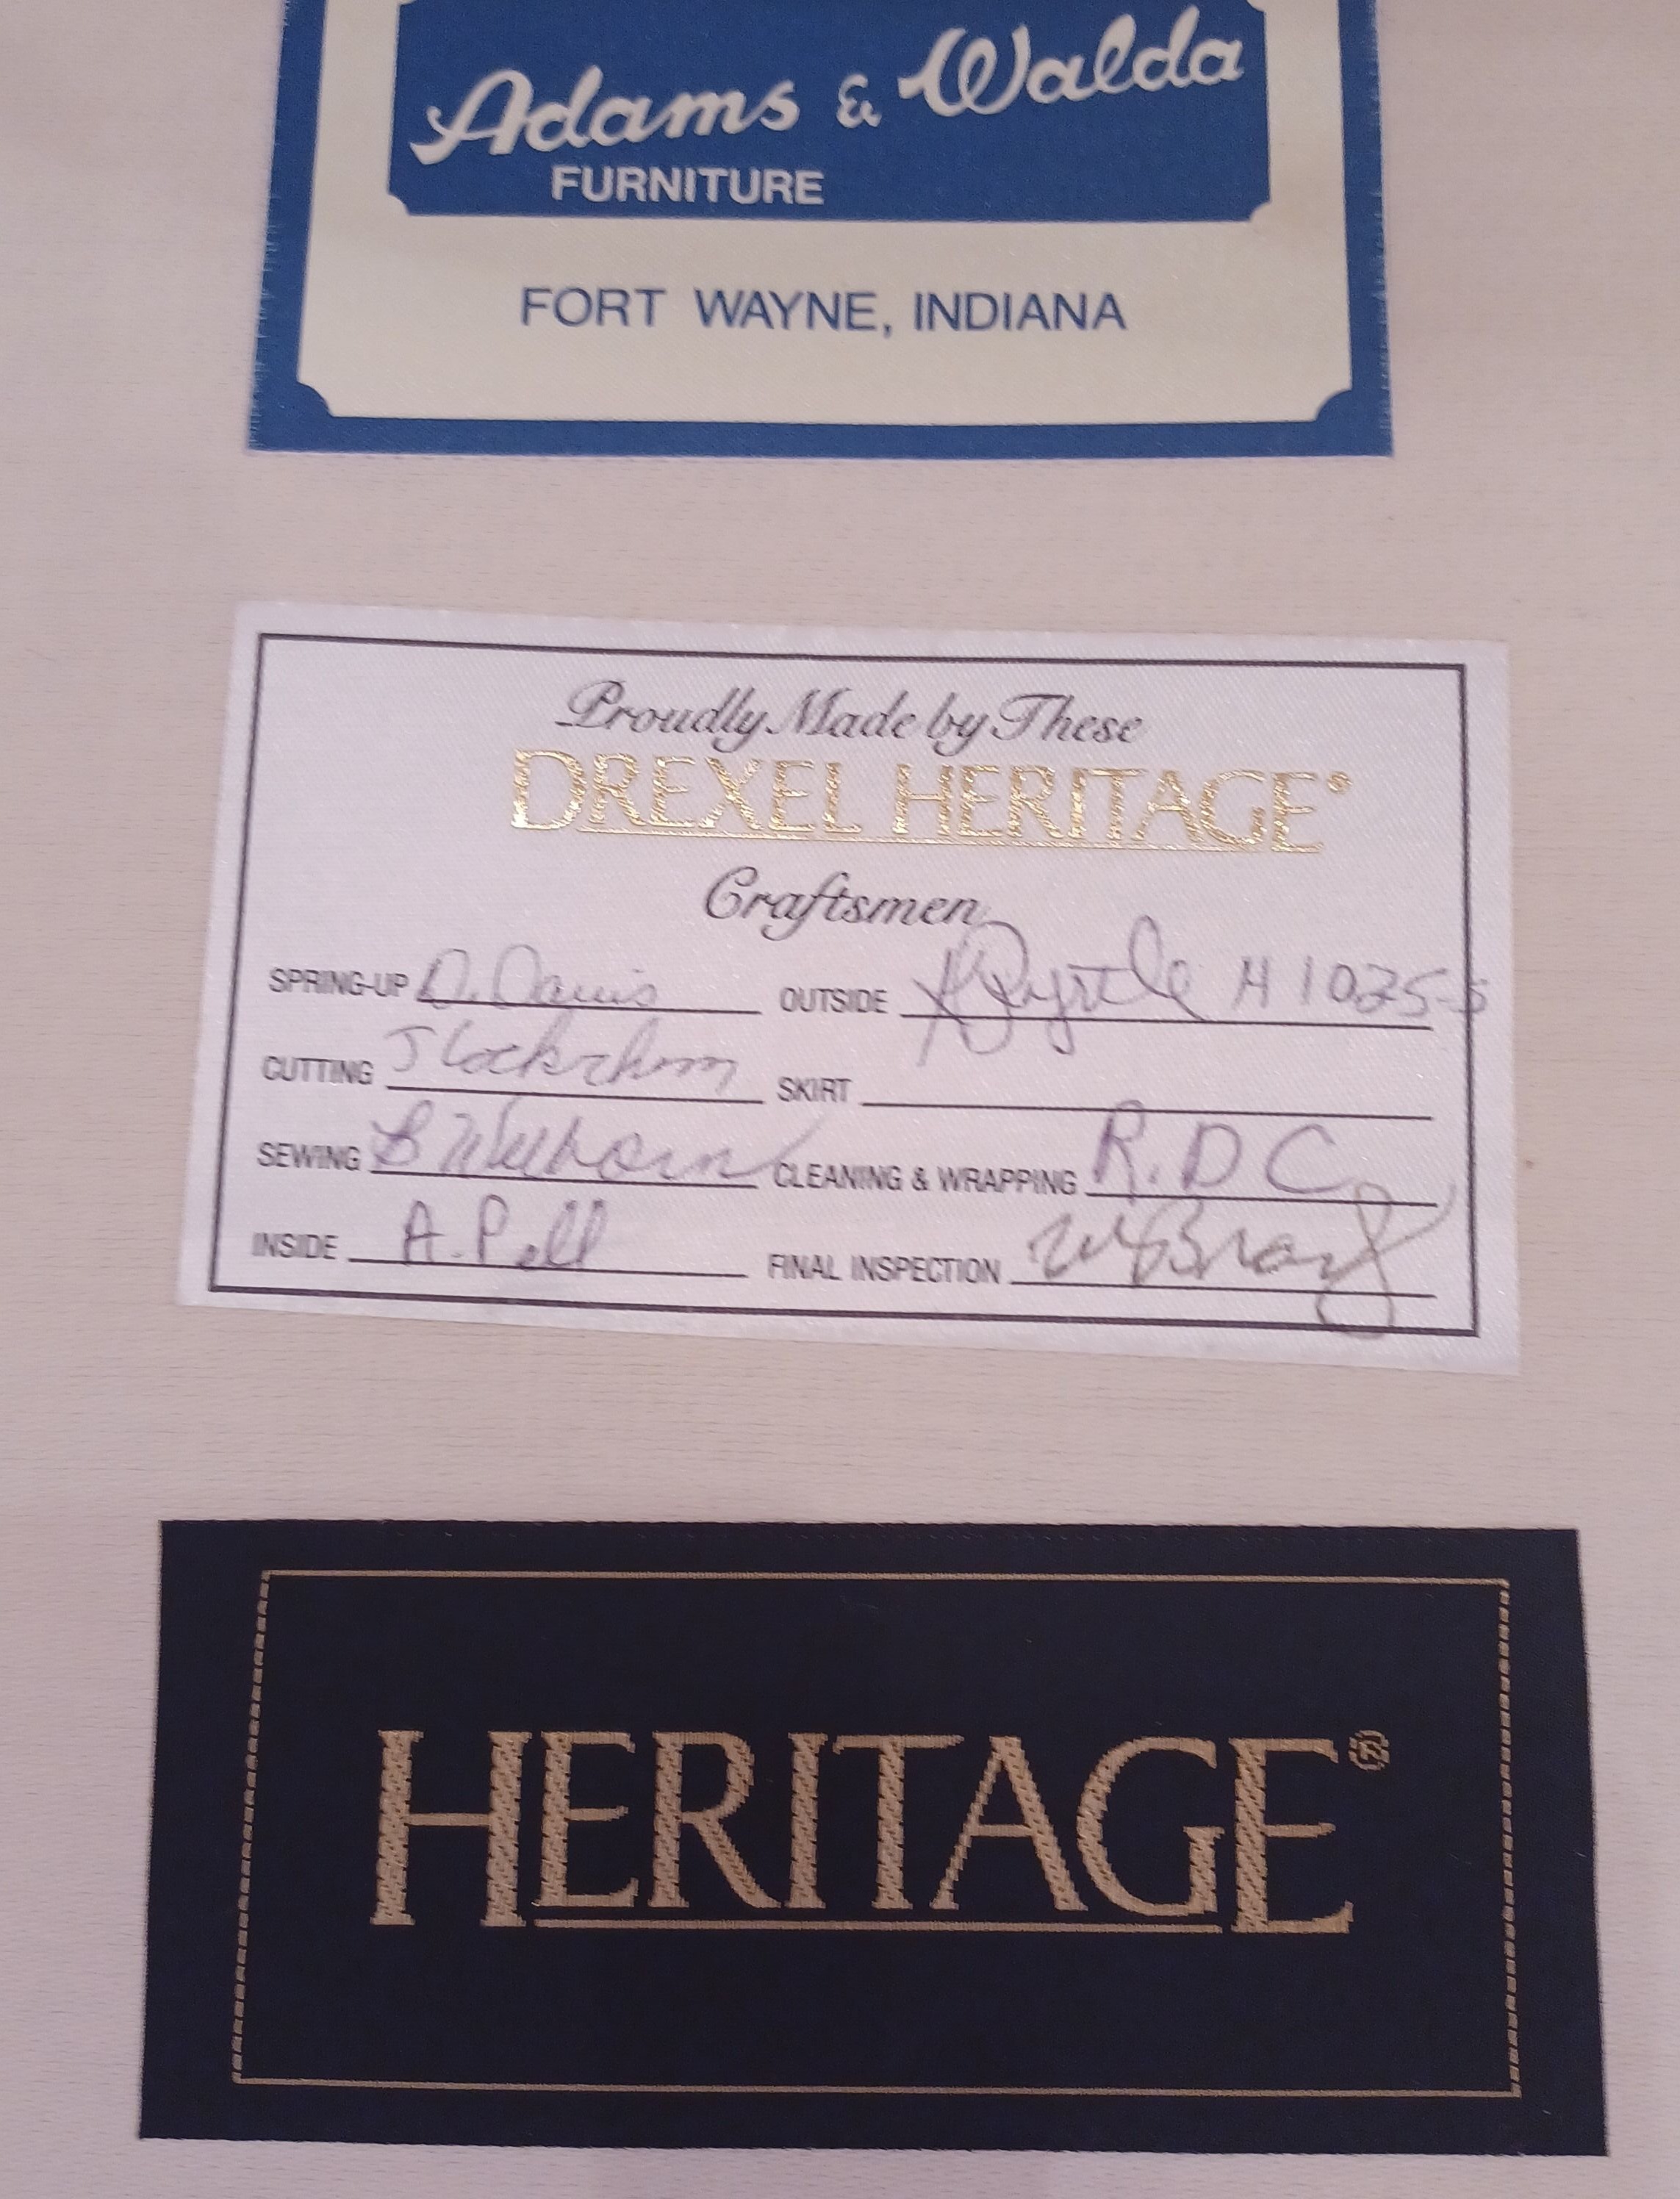 Adams & Walda
FURNITURE
FORT WAYNE, INDIANA
Proudly Made by These
DREXEL HERITAGE®
Craftsmen
SPRING-UP D. Davis OUTSIDE H 1025-5
CUTTING SKIRT
SEWING B CLEANING & WRAPPING R.D C
INSIDE A. Pell FINAL INSPECTION
HERITAGE®